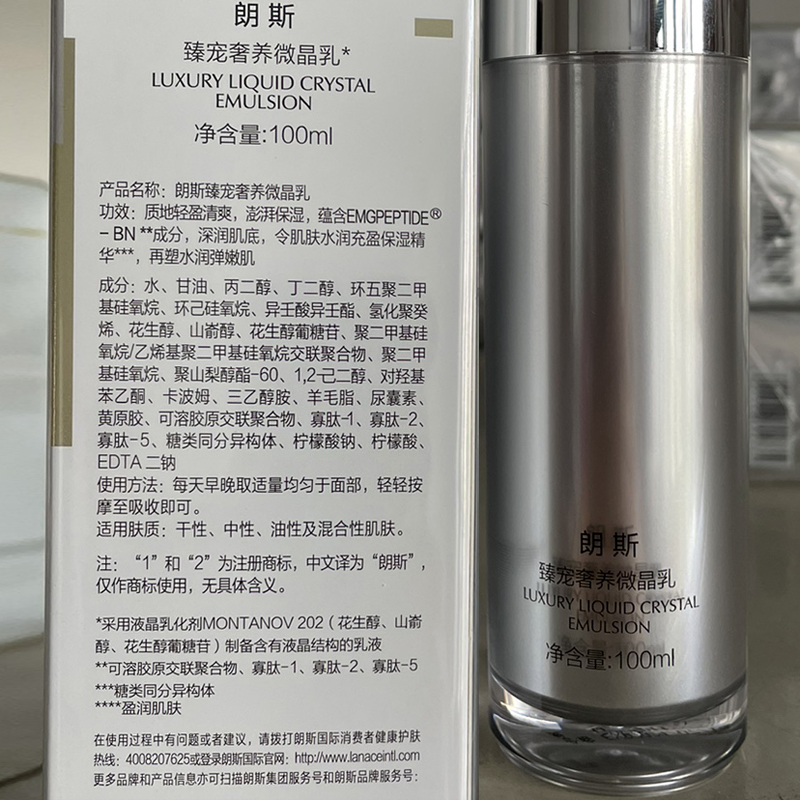 朗斯
臻宠奢养微晶乳*
LUXURY LIQUID CRYSTAL
EMULSION
净含量:100ml
产品名称：朗斯臻宠奢养微晶乳
功效：质地轻盈清爽，澎湃保湿，蕴含EMGPEPTIDE®
– BN **成分，深润肌底，令肌肤水润充盈保湿精
华***，再塑水润弹嫩肌
成分：水、甘油、丙二醇、丁二醇、环五聚二甲
基硅氧烷、环己硅氧烷、异壬酸异壬酯、氢化聚癸
烯、花生醇、山嵛醇、花生醇葡糖苷、聚二甲基硅
氧烷/乙烯基聚二甲基硅氧烷交联聚合物、聚二甲
基硅氧烷、聚山梨醇酯-60、1,2-己二醇、对羟基
苯乙酮、卡波姆、三乙醇胺、羊毛脂、尿囊素、
黄原胶、可溶胶原交联聚合物、寡肽-1、寡肽-2、
寡肽-5、糖类同分异构体、柠檬酸钠、柠檬酸、
EDTA 二钠
使用方法：每天早晚取适量均匀于面部，轻轻按
摩至吸收即可。
适用肤质：干性、中性、油性及混合性肌肤。
注：“1”和“2”为注册商标，中文译为“朗斯”，
仅作商标使用，无具体含义。
*采用液晶乳化剂MONTANOV 202（花生醇、山嵛
醇、花生醇葡糖苷）制备含有液晶结构的乳液
**可溶胶原交联聚合物、寡肽-1、寡肽-2、寡肽-5
***糖类同分异构体
****盈润肌肤
在使用过程中有问题或者建议，请拨打朗斯国际消费者健康护肤
热线：4008207625或登录朗斯国际官网：http://www.lanaceintl.com
更多品牌和产品信息亦可扫描朗斯集团服务号和朗斯品牌服务号：
朗斯
臻宠奢养微晶乳
LUXURY LIQUID CRYSTAL
EMULSION
净含量:100ml